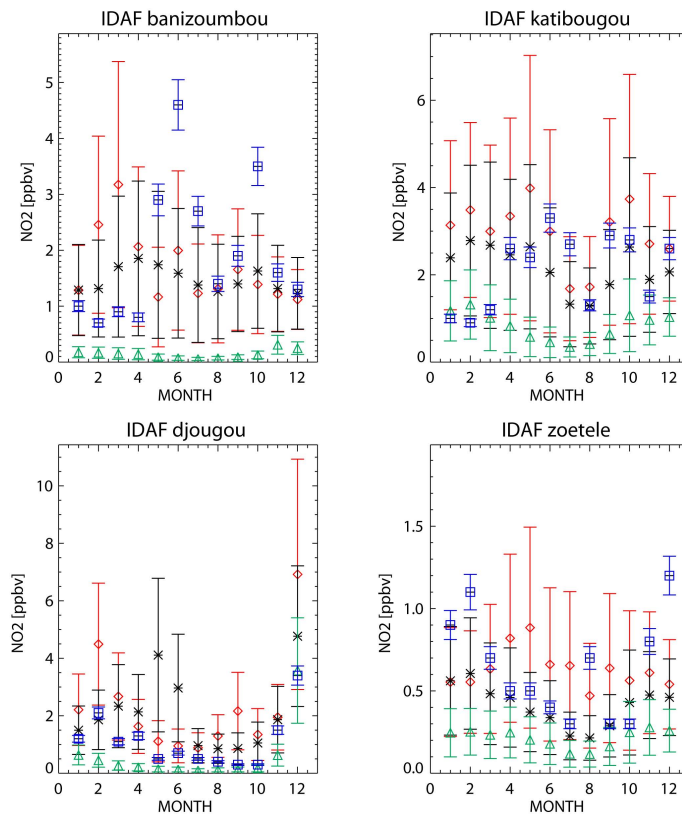 IDAF banizoumbou
NO2 [ppbv]
5
4
3
2
1
0
0 2 4 6 8 10 12
MONTH
IDAF katibougou
NO2 [ppbv]
6
4
2
0
0 2 4 6 8 10 12
MONTH
IDAF djougou
NO2 [ppbv]
10
8
6
4
2
0
0 2 4 6 8 10 12
MONTH
IDAF zoetele
NO2 [ppbv]
1.5
1.0
0.5
0.0
0 2 4 6 8 10 12
MONTH